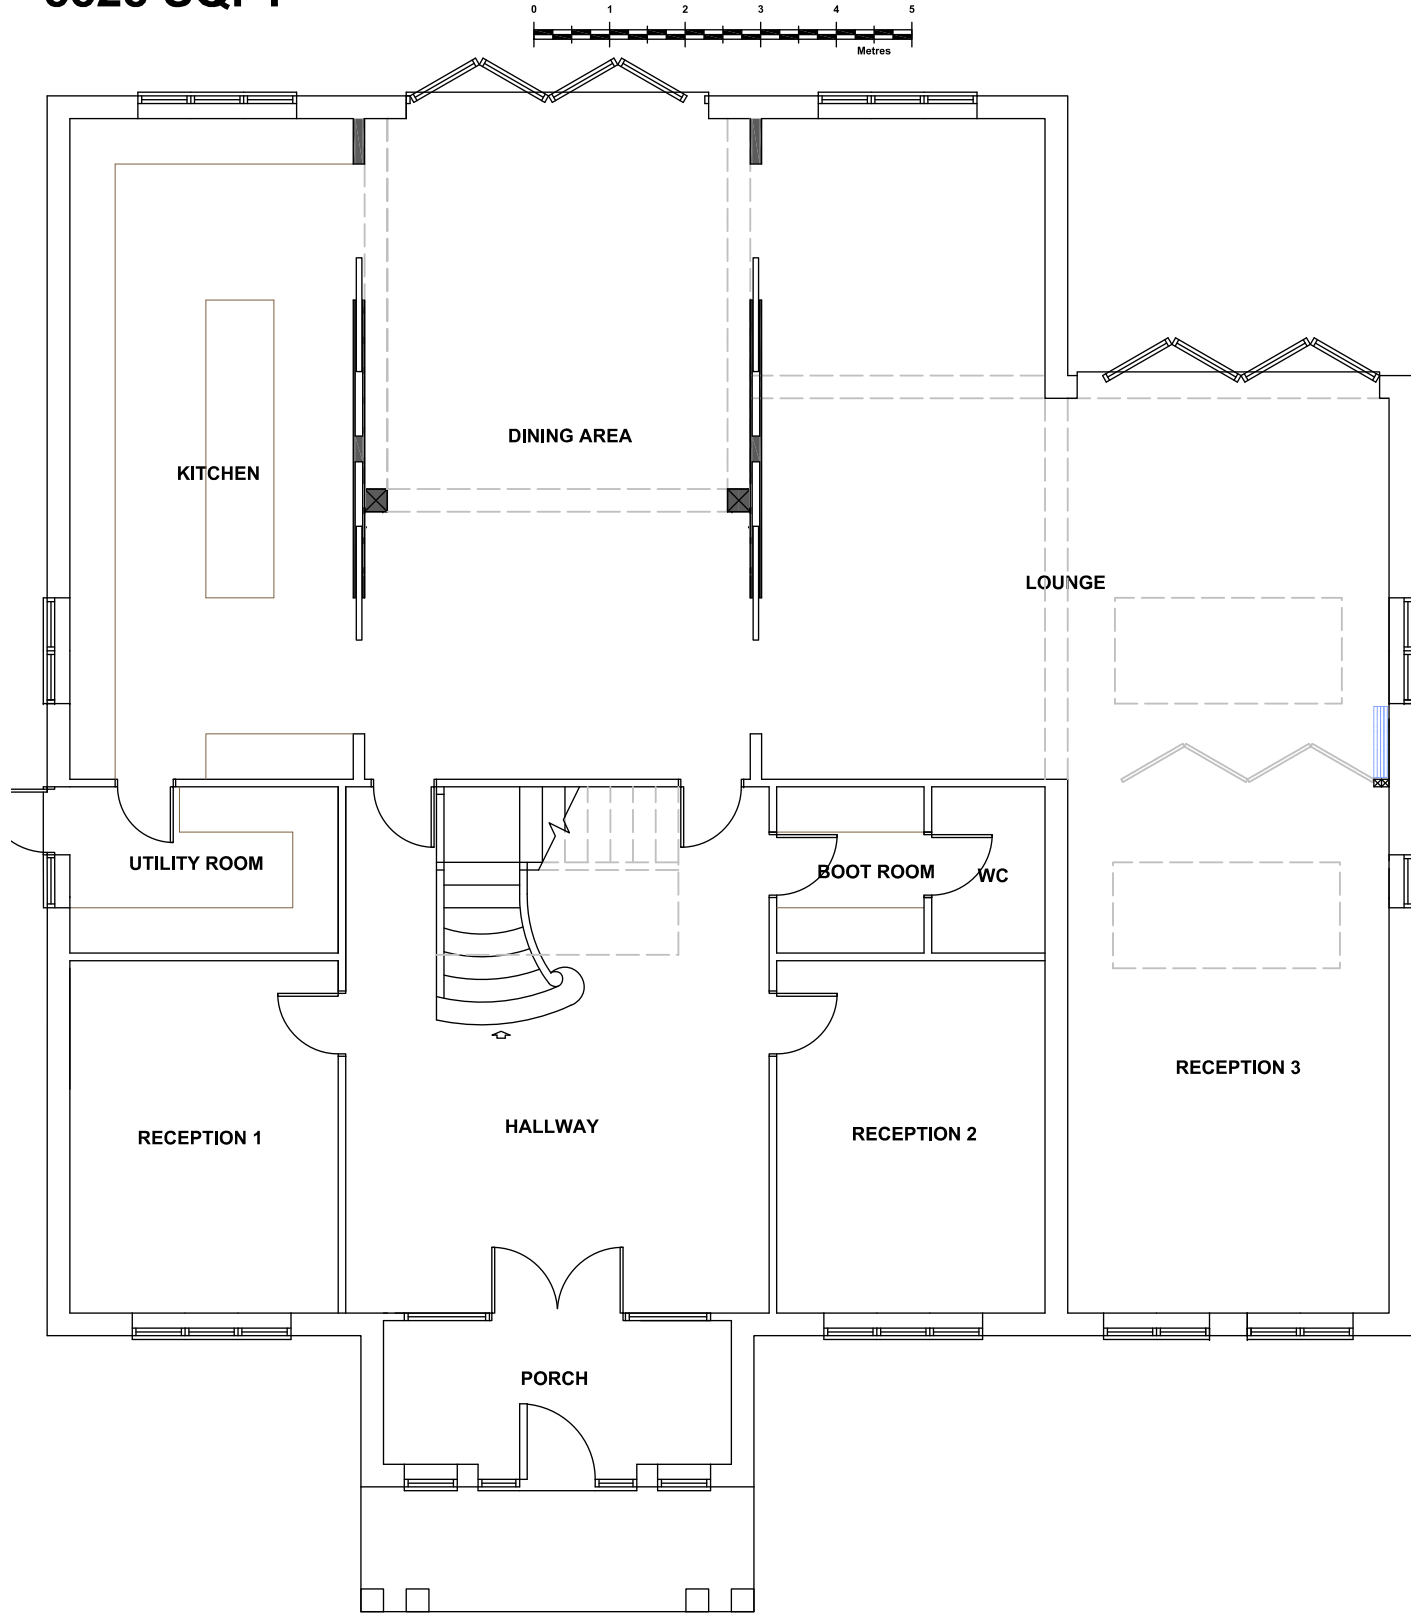 0 1 2 3 4 5
Metres
DINING AREA
KITCHEN
LOUNGE
UTILITY ROOM
BOOT ROOM
WC
RECEPTION 3
HALLWAY
RECEPTION 2
RECEPTION 1
PORCH